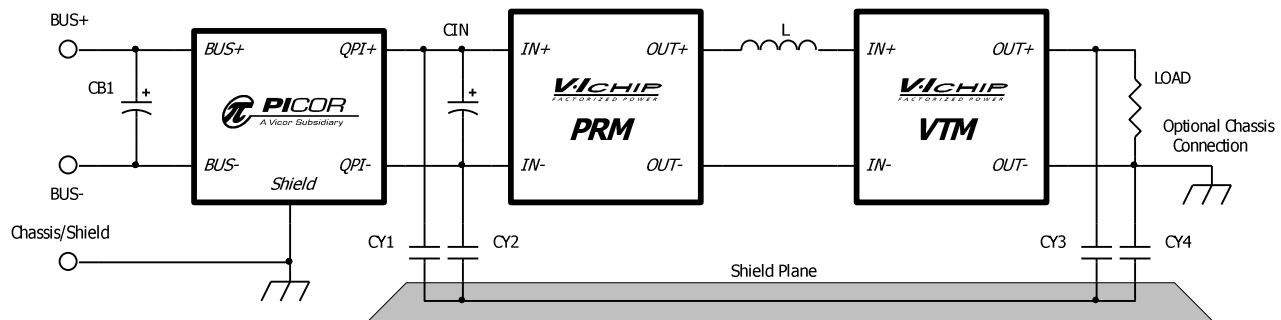 BUS+
CB1
+
BUS-
Chassis/Shield
BUS+
QPI+
π PICOR
A Vicor Subsidiary
BUS-
QPI-
Shield
CIN
+
CY1
CY2
IN+
OUT+
V•I CHIP
FACTORIZED POWER
PRM
IN-
OUT-
L
IN+
OUT+
V•I CHIP
FACTORIZED POWER
VTM
IN-
OUT-
LOAD
Optional Chassis
Connection
CY3
CY4
Shield Plane